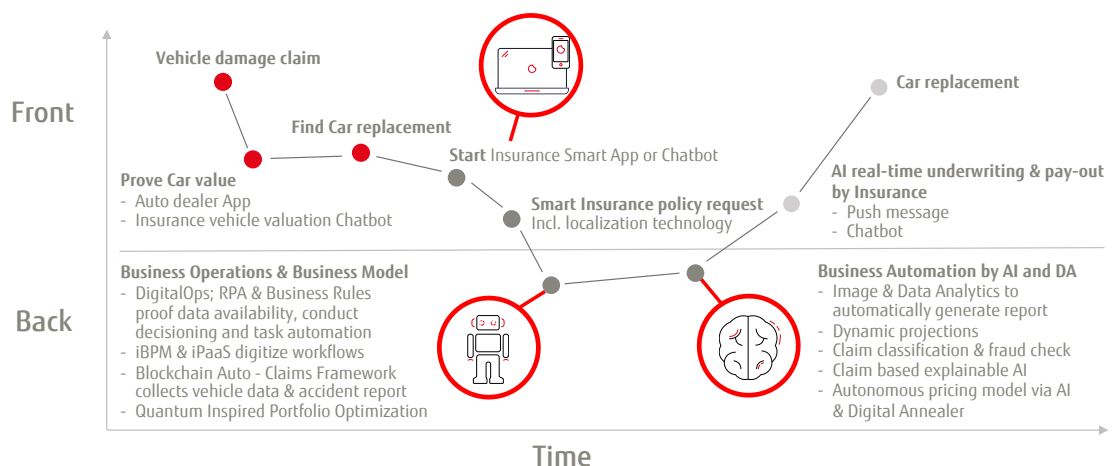 Front
Vehicle damage claim
Find Car replacement
Prove Car value
- Auto dealer App
- Insurance vehicle valuation Chatbot
Start Insurance Smart App or Chatbot
Smart Insurance policy request
Incl. localization technology
Car replacement
AI real-time underwriting & pay-out
by Insurance
- Push message
- Chatbot
Back
Business Operations & Business Model
- DigitalOps; RPA & Business Rules
proof data availability, conduct
decisioning and task automation
- iBPM & iPaaS digitize workflows
- Blockchain Auto - Claims Framework
collects vehicle data & accident report
- Quantum Inspired Portfolio Optimization
Business Automation by AI and DA
- Image & Data Analytics to
automatically generate report
- Dynamic projections
- Claim classification & fraud check
- Claim based explainable AI
- Autonomous pricing model via AI
& Digital Annealer
Time